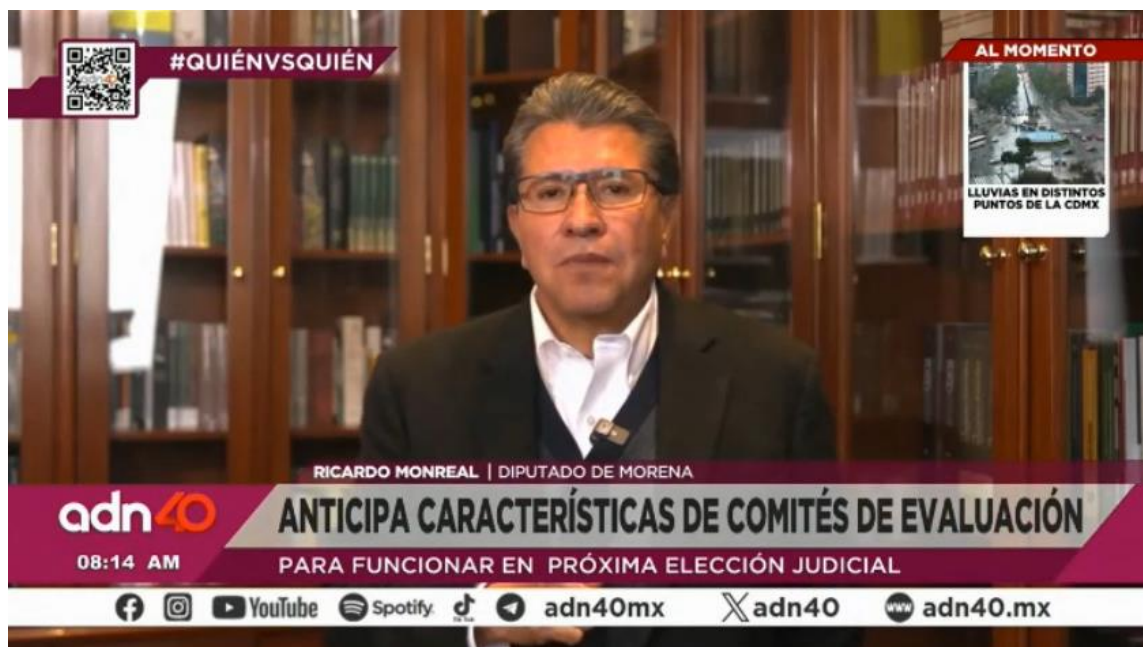 #QUIÉNVSQUIÉN
AL MOMENTO
LLUVIAS EN DISTINTOS
PUNTOS DE LA CDMX
RICARDO MONREAL | DIPUTADO DE MORENA
adn40
ANTICIPA CARACTERÍSTICAS DE COMITÉS DE EVALUACIÓN
08:14 AM
PARA FUNCIONAR EN PRÓXIMA ELECCIÓN JUDICIAL
YouTube Spotify adn40mx X adn40 www adn40.mx